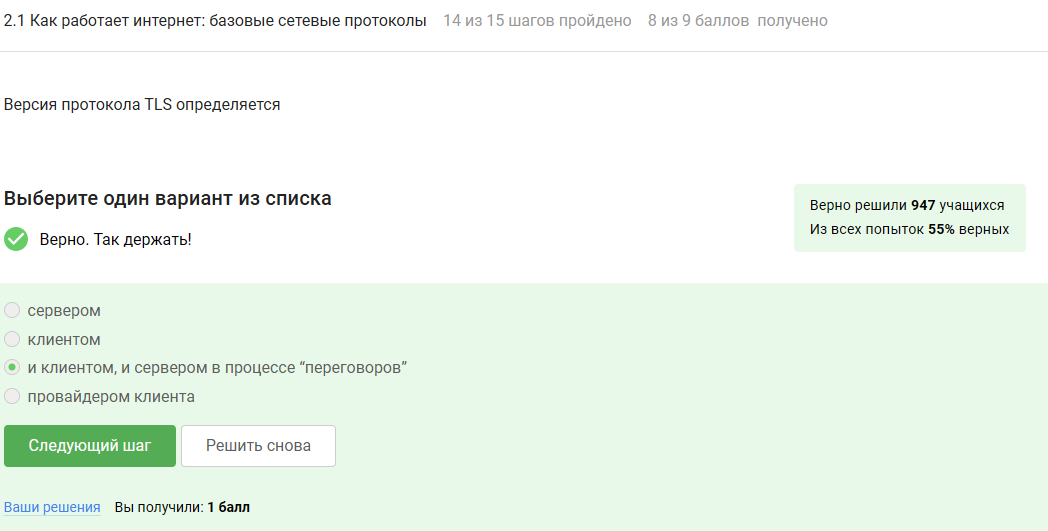 2.1 Как работает интернет: базовые сетевые протоколы 14 из 15 шагов пройдено 8 из 9 баллов получено
Версия протокола TLS определяется
Выберите один вариант из списка
Верно решили 947 учащихся
Из всех попыток 55% верных
Верно. Так держать!
сервером
клиентом
и клиентом, и сервером в процессе “переговоров”
провайдером клиента
Следующий шаг
Решить снова
Ваши решения Вы получили: 1 балл